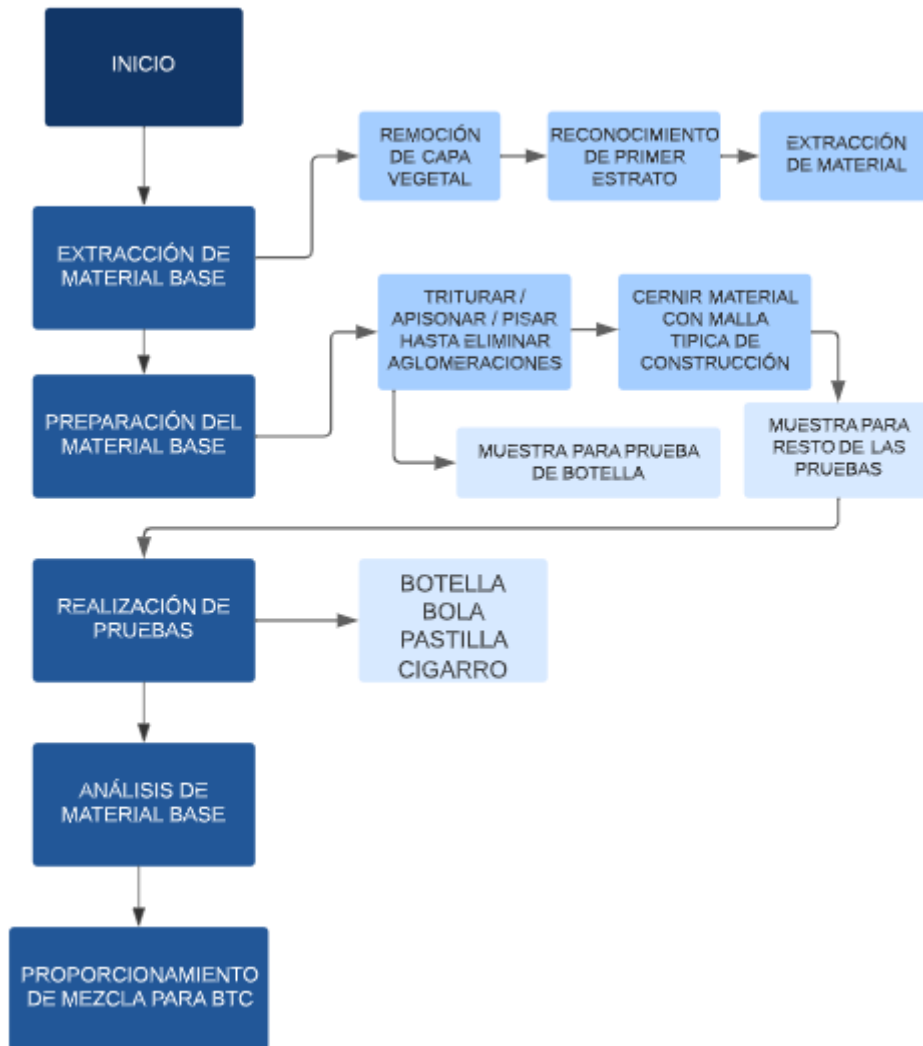 INICIO
REMOCIÓN
DE CAPA
VEGETAL
RECONOCIMIENTO
DE PRIMER
ESTRATO
EXTRACCIÓN
DE MATERIAL
EXTRACCIÓN DE
MATERIAL BASE
TRITURAR /
APISONAR / PISAR
HASTA ELIMINAR
AGLOMERACIONES
CERNIR MATERIAL
CON MALLA
TIPICA DE
CONSTRUCCIÓN
PREPARACIÓN DEL
MATERIAL BASE
MUESTRA PARA PRUEBA
DE BOTELLA
MUESTRA PARA
RESTO DE LAS
PRUEBAS
REALIZACIÓN DE
PRUEBAS
BOTELLA
BOLA
PASTILLA
CIGARRO
ANÁLISIS DE
MATERIAL BASE
PROPORCIONAMIENTO
DE MEZCLA PARA BTC